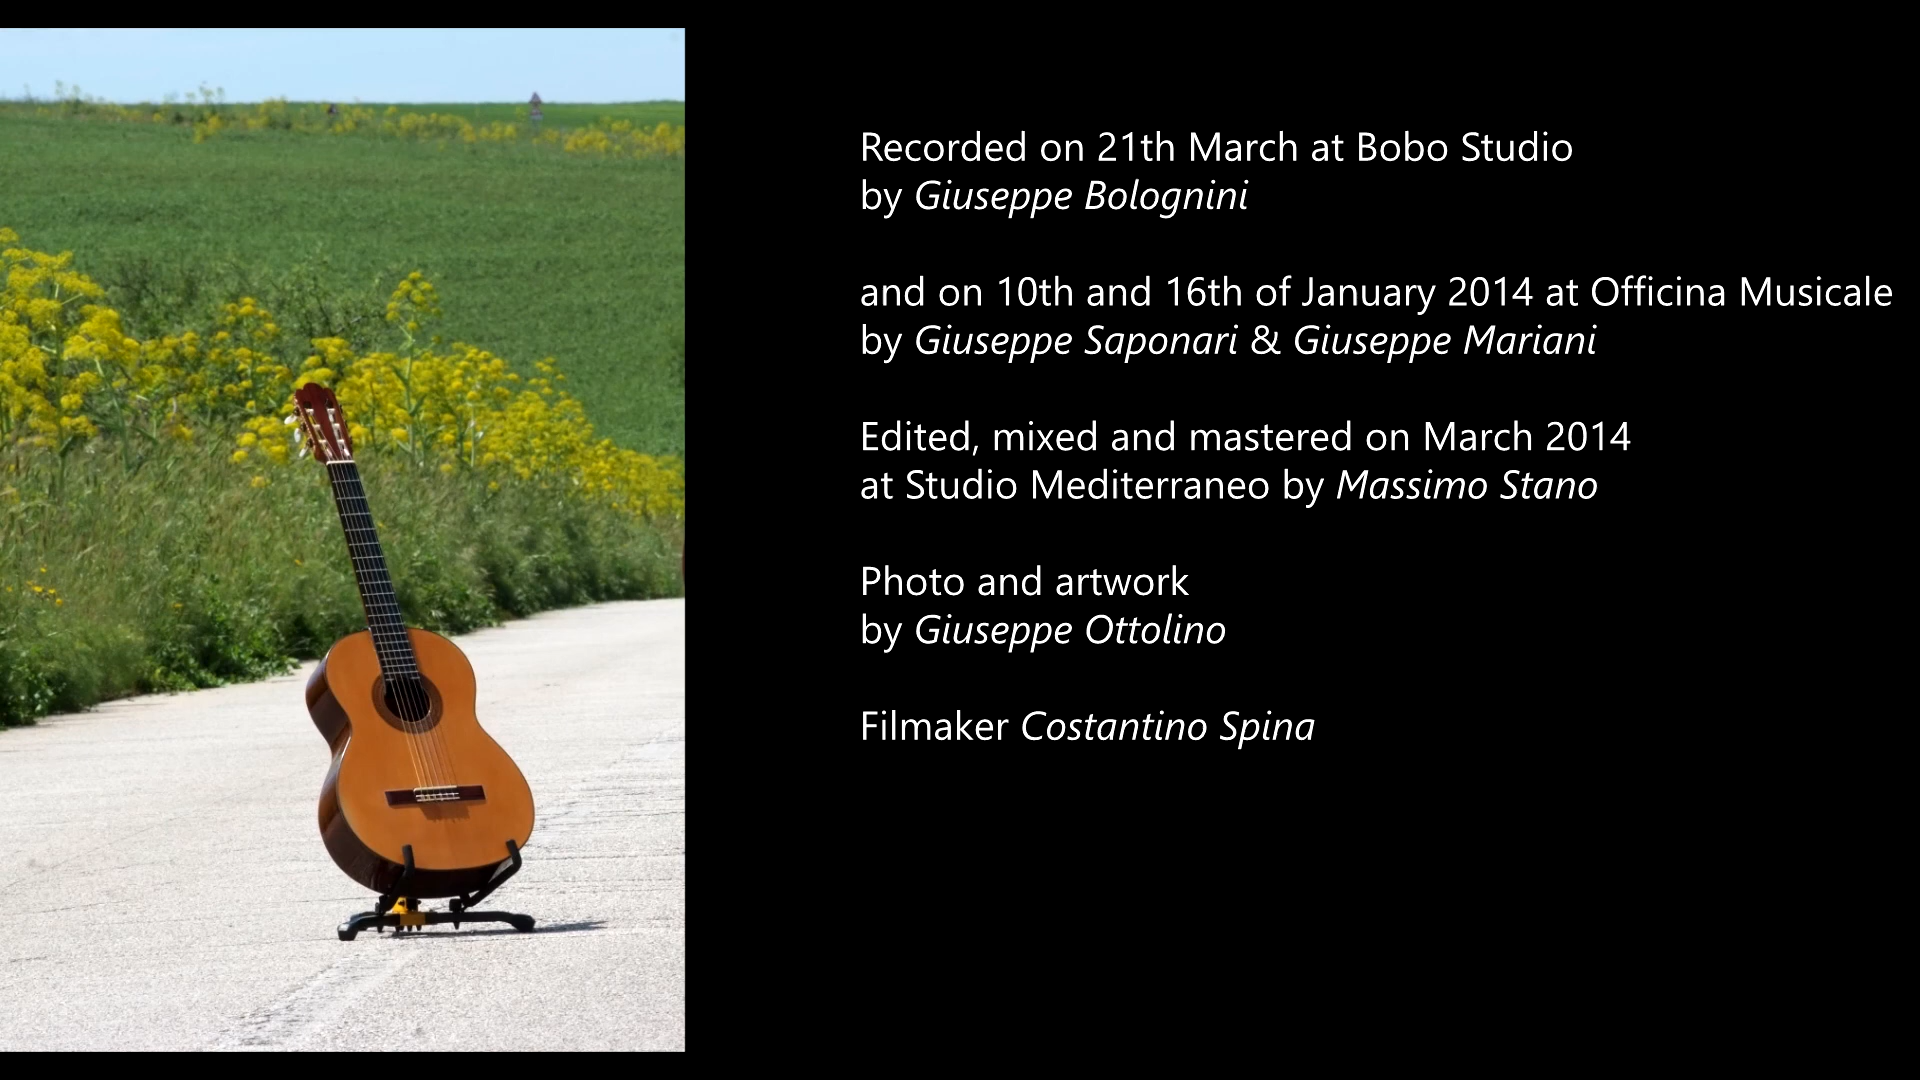 Recorded on 21th March at Bobo Studio
by Giuseppe Bolognini
and on 10th and 16th of January 2014 at Officina Musicale
by Giuseppe Saponari & Giuseppe Mariani
Edited, mixed and mastered on March 2014
at Studio Mediterraneo by Massimo Stano
Photo and artwork
by Giuseppe Ottolino
Filmaker Costantino Spina